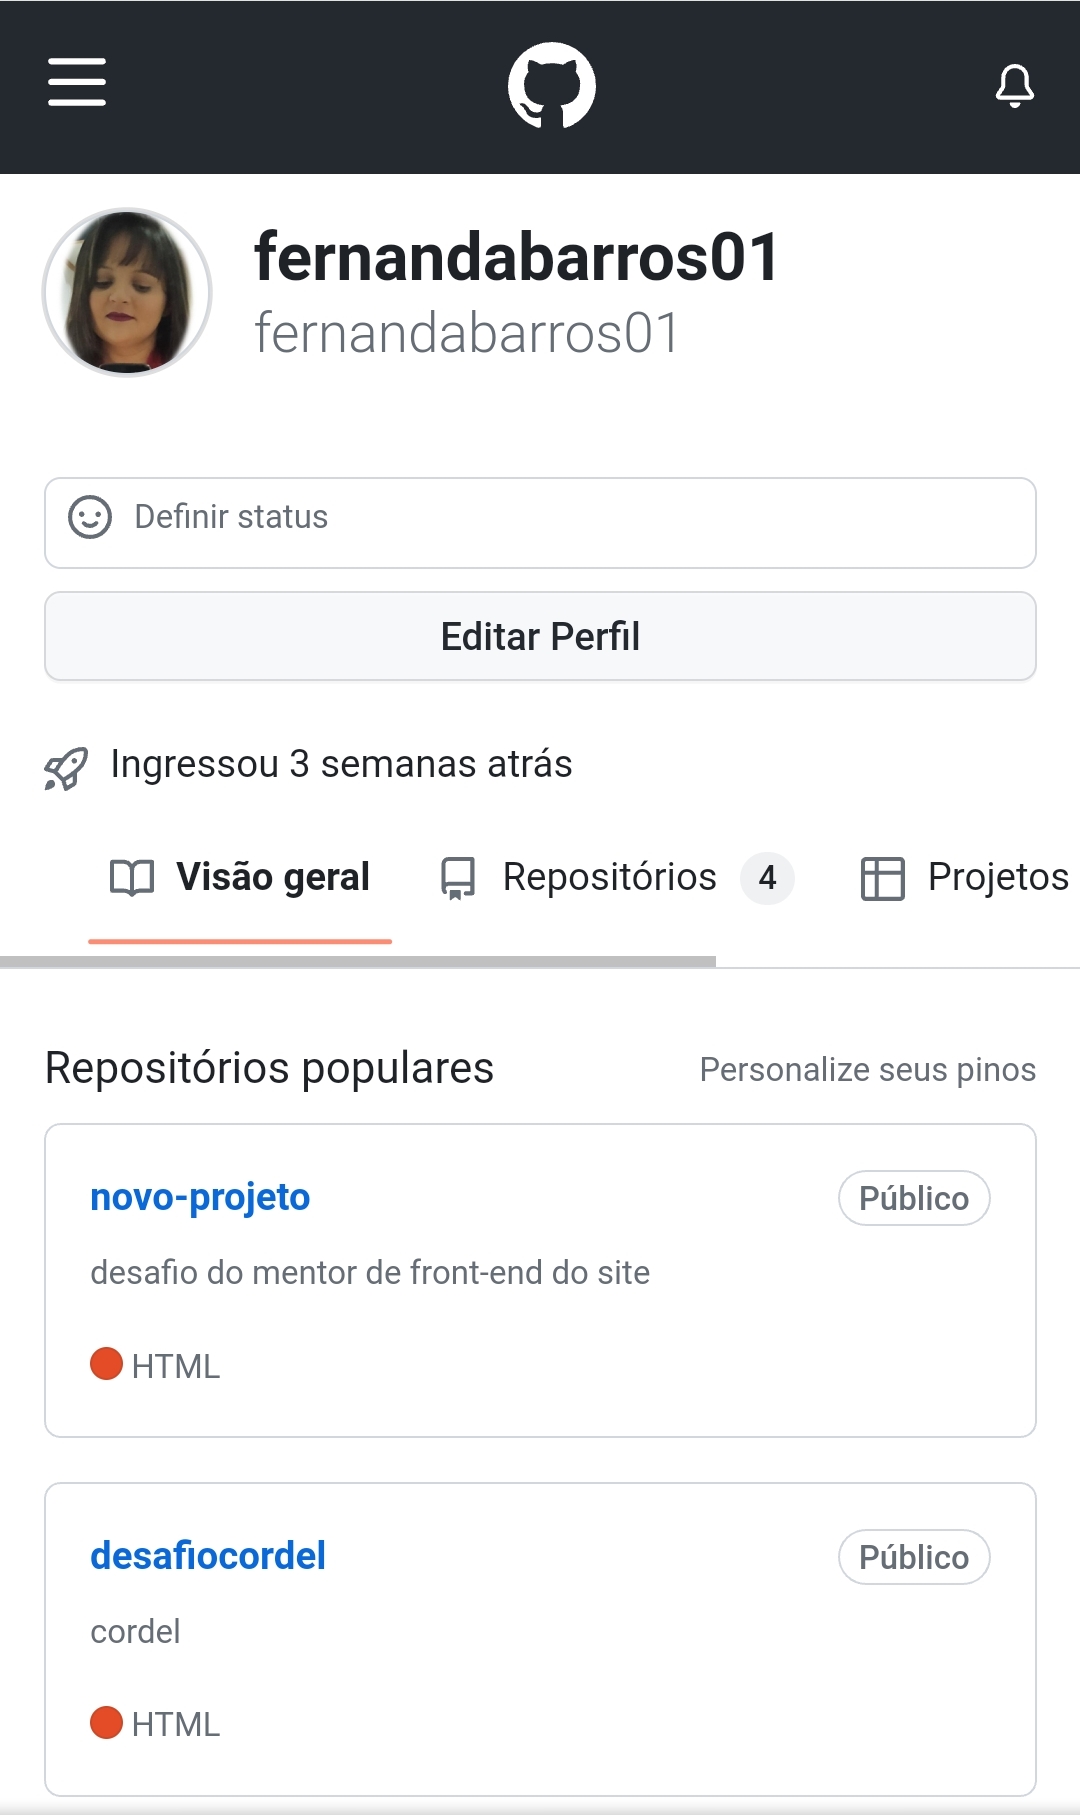 fernandabarros01
fernandabarros01
Definir status
Editar Perfil
Ingressou 3 semanas atrás
Visão geral Repositórios 4 Projetos
Repositórios populares Personalize seus pinos
novo-projeto Público
desafio do mentor de front-end do site
HTML
desafiocordel Público
cordel
HTML